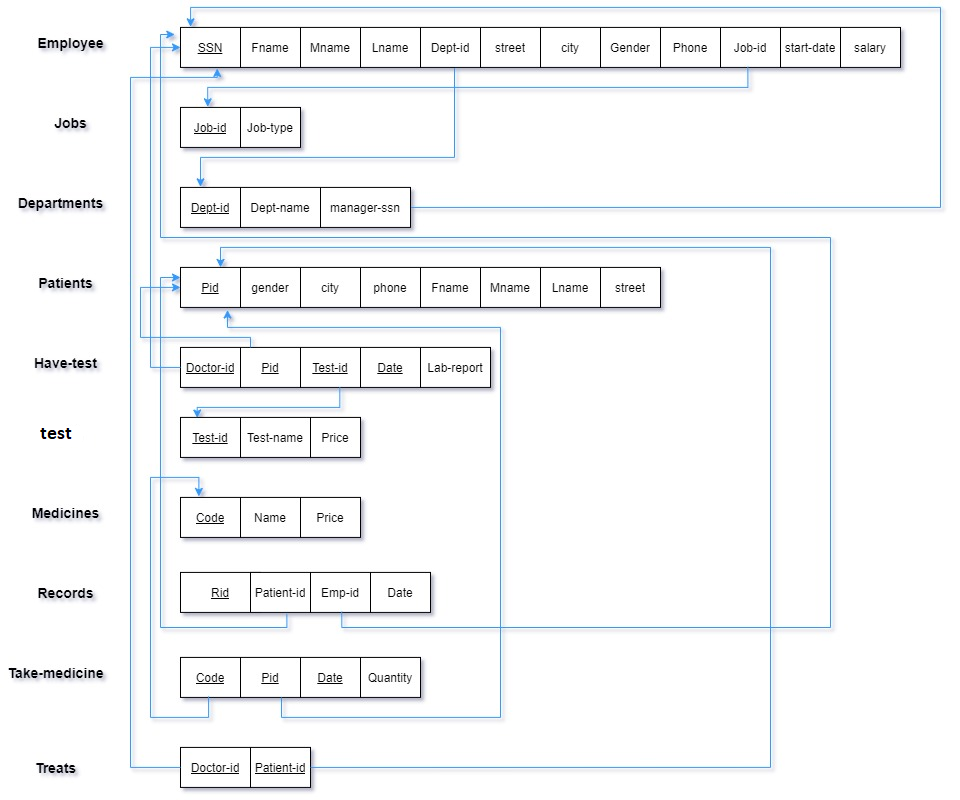 Employee SSN Fname Mname Lname Dept-id street city Gender Phone Job-id start-date salary
Jobs Job-id Job-type
Departments Dept-id Dept-name manager-ssn
Patients Pid gender city phone Fname Mname Lname street
Have-test Doctor-id Pid Test-id Date Lab-report
test Test-id Test-name Price
Medicines Code Name Price
Records Rid Patient-id Emp-id Date
Take-medicine Code Pid Date Quantity
Treats Doctor-id Patient-id